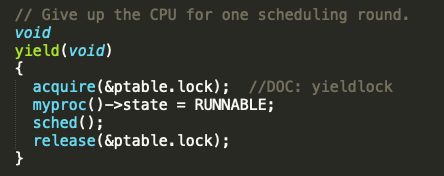 // Give up the CPU for one scheduling round.
void
yield(void)
{
  acquire(&ptable.lock);  //DOC: yieldlock
  myproc()->state = RUNNABLE;
  sched();
  release(&ptable.lock);
}